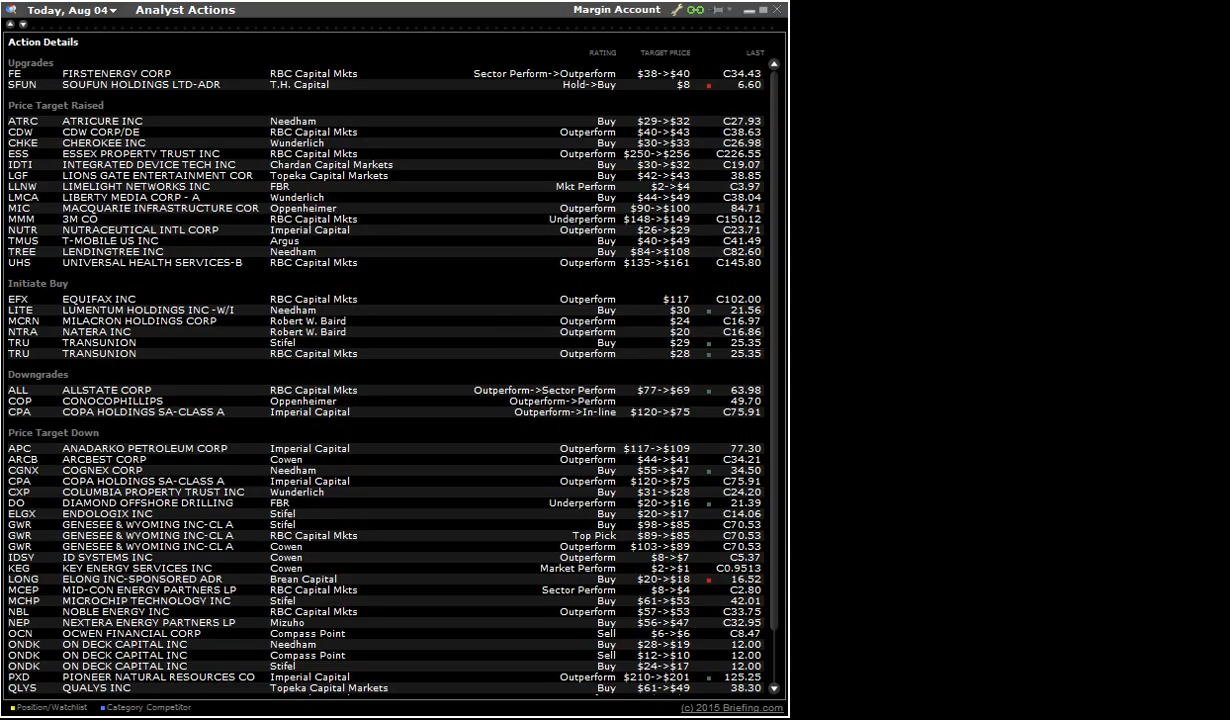 Today, Aug 04 Analyst Actions Margin Account
Action Details
RATING TARGET PRICE LAST
Upgrades
FE FIRSTENERGY CORP RBC Capital Mkts Sector Perform->Outperform $38->$40 C34.43
SFUN SOUFUN HOLDINGS LTD-ADR T.H. Capital Hold->Buy $8 6.60
Price Target Raised
ATRC ATRICURE INC Needham Buy $29->$32 C27.93
CDW CDW CORP/DE RBC Capital Mkts Outperform $40->$43 C38.63
CHKE CHEROKEE INC Wunderlich Buy $30->$33 C26.98
ESS ESSEX PROPERTY TRUST INC RBC Capital Mkts Outperform $250->$256 C226.55
IDTI INTEGRATED DEVICE TECH INC Chardan Capital Markets Buy $30->$32 C19.07
LGF LIONS GATE ENTERTAINMENT COR Topeka Capital Markets Buy $42->$43 38.85
LLNW LIMELIGHT NETWORKS INC FBR Mkt Perform $2->$4 C3.97
LMCA LIBERTY MEDIA CORP - A Wunderlich Buy $44->$49 C38.04
MIC MACQUARIE INFRASTRUCTURE COR Oppenheimer Outperform $90->$100 84.71
MMM 3M CO RBC Capital Mkts Underperform $148->$149 C150.12
NUTR NUTRACEUTICAL INTL CORP Imperial Capital Outperform $26->$29 C23.71
TMUS T-MOBILE US INC Argus Buy $40->$49 C41.49
TREE LENDINGTREE INC Needham Buy $84->$108 C82.60
UHS UNIVERSAL HEALTH SERVICES-B RBC Capital Mkts Outperform $135->$161 C145.80
Initiate Buy
EFX EQUIFAX INC RBC Capital Mkts Outperform $117 C102.00
LITE LUMENTUM HOLDINGS INC -W/I Needham Buy $30 21.56
MCRN MILACRON HOLDINGS CORP Robert W. Baird Outperform $24 C16.97
NTRA NATERA INC Robert W. Baird Outperform $20 C16.86
TRU TRANSUNION Stifel Buy $29 25.35
TRU TRANSUNION RBC Capital Mkts Outperform $28 25.35
Downgrades
ALL ALLSTATE CORP RBC Capital Mkts Outperform->Sector Perform $77->$69 63.98
COP CONOCOPHILLIPS Oppenheimer Outperform->Perform 49.70
CPA COPA HOLDINGS SA-CLASS A Imperial Capital Outperform->In-line $120->$75 C75.91
Price Target Down
APC ANADARKO PETROLEUM CORP Imperial Capital Outperform $117->$109 77.30
ARCB ARCBEST CORP Cowen Outperform $44->$41 C34.21
CGNX COGNEX CORP Needham Buy $55->$47 34.50
CPA COPA HOLDINGS SA-CLASS A Imperial Capital Outperform $120->$75 C75.91
CXP COLUMBIA PROPERTY TRUST INC Wunderlich Buy $31->$28 C24.20
DO DIAMOND OFFSHORE DRILLING FBR Underperform $20->$16 21.39
ELGX ENDOLOGIX INC Stifel Buy $20->$17 C14.06
GWR GENESEE & WYOMING INC-CL A Stifel Buy $98->$85 C70.53
GWR GENESEE & WYOMING INC-CL A RBC Capital Mkts Top Pick $89->$85 C70.53
GWR GENESEE & WYOMING INC-CL A Cowen Outperform $103->$89 C70.53
IDSY ID SYSTEMS INC Cowen Outperform $8->$7 C5.37
KEG KEY ENERGY SERVICES INC Cowen Market Perform $2->$1 C0.9513
LONG ELONG INC-SPONSORED ADR Brean Capital Buy $20->$18 16.52
MCEP MID-CON ENERGY PARTNERS LP RBC Capital Mkts Sector Perform $8->$4 C2.80
MCHP MICROCHIP TECHNOLOGY INC Stifel Buy $61->$53 42.01
NBL NOBLE ENERGY INC RBC Capital Mkts Outperform $57->$53 C33.75
NEP NEXTERA ENERGY PARTNERS LP Mizuho Buy $56->$47 C32.95
OCN OCWEN FINANCIAL CORP Compass Point Sell $6->$6 C8.47
ONDK ON DECK CAPITAL INC Needham Buy $28->$19 12.00
ONDK ON DECK CAPITAL INC Compass Point Sell $12->$10 12.00
ONDK ON DECK CAPITAL INC Stifel Buy $24->$17 12.00
PXD PIONEER NATURAL RESOURCES CO Imperial Capital Outperform $210->$201 125.25
QLYS QUALYS INC Topeka Capital Markets Buy $61->$49 38.30
Position/Watchlist Category Competitor (c) 2015 Briefing.com